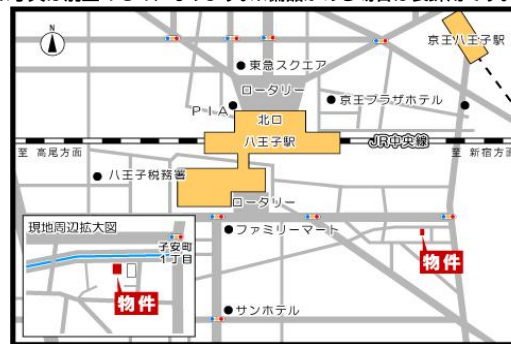 京王八王子駅
東急スクエア
ロータリー
京王プラザホテル
PIA
北口
八王子駅
JR中央線
至 高尾方面
至 新宿方面
八王子税務署
ロータリー
ファミリーマート
現地周辺拡大図
子安町
1丁目
物件
物件
サンホテル